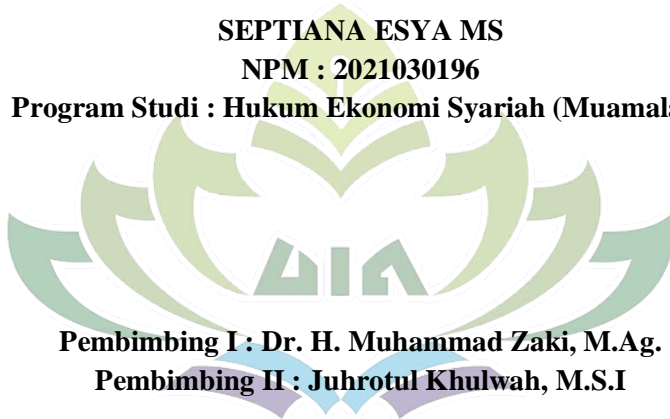 SEPTIANA ESYA MS
NPM : 2021030196
Program Studi : Hukum Ekonomi Syariah (Muamala
UIN
Pembimbing I : Dr. H. Muhammad Zaki, M.Ag.
Pembimbing II : Juhrotul Khulwah, M.S.I